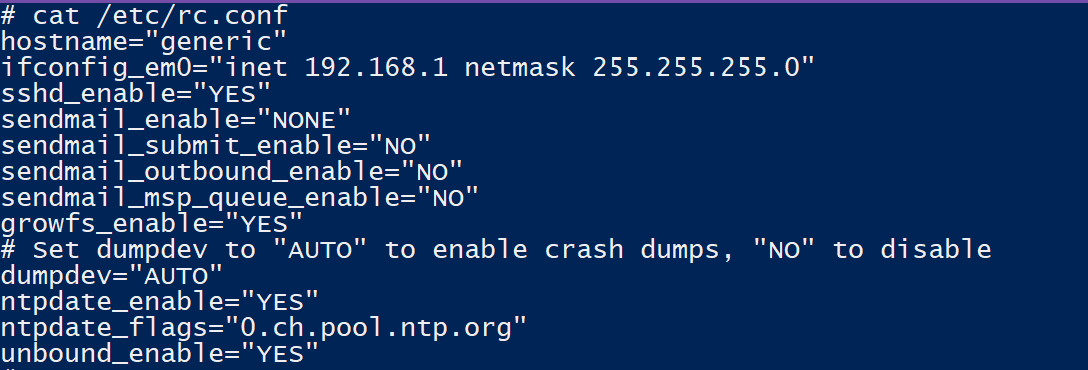 # cat /etc/rc.conf
hostname="generic"
ifconfig_em0="inet 192.168.1 netmask 255.255.255.0"
sshd_enable="YES"
sendmail_enable="NONE"
sendmail_submit_enable="NO"
sendmail_outbound_enable="NO"
sendmail_msp_queue_enable="NO"
growfs_enable="YES"
# Set dumpdev to "AUTO" to enable crash dumps, "NO" to disable
dumpdev="AUTO"
ntpdate_enable="YES"
ntpdate_flags="0.ch.pool.ntp.org"
unbound_enable="YES"